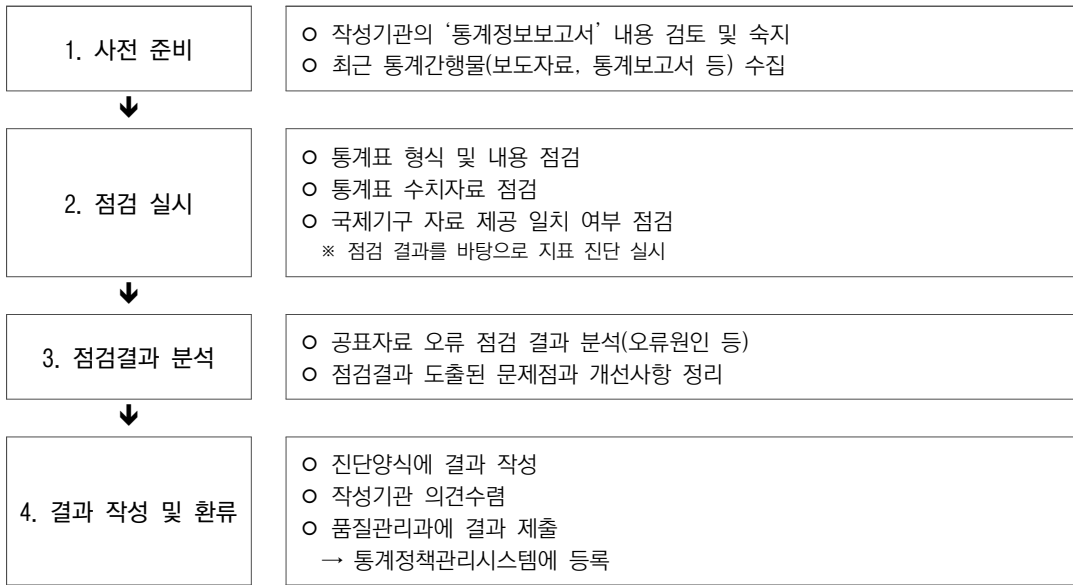 1. 사전 준비
○ 작성기관의 ‘통계정보보고서’ 내용 검토 및 숙지
○ 최근 통계간행물(보도자료, 통계보고서 등) 수집
🡻
2. 점검 실시
○ 통계표 형식 및 내용 점검
○ 통계표 수치자료 점검
○ 국제기구 자료 제공 일치 여부 점검
※ 점검 결과를 바탕으로 지표 진단 실시
🡻
3. 점검결과 분석
○ 공표자료 오류 점검 결과 분석(오류원인 등)
○ 점검결과 도출된 문제점과 개선사항 정리
🡻
4. 결과 작성 및 환류
○ 진단양식에 결과 작성
○ 작성기관 의견수렴
○ 품질관리과에 결과 제출
→ 통계정책관리시스템에 등록